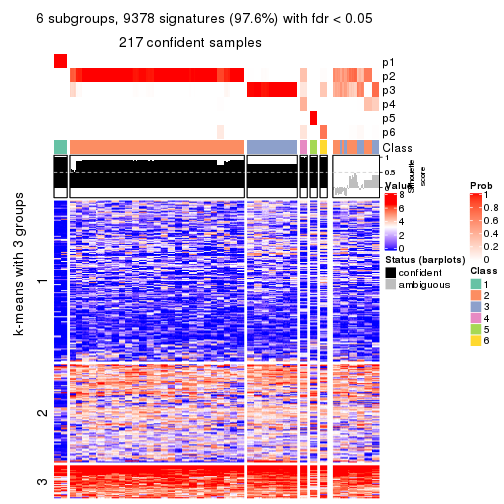 6 subgroups, 9378 signatures (97.6%) with fdr < 0.05
217 confident samples
p1
p2
p3
p4
p5
p6
Class
1
0.5
0
Silhouette
score
k-means with 3 groups
1
2
3
Value
8
6
4
2
0
Status (barplots)
confident
ambiguous
Prob
1
0.8
0.6
0.4
0.2
0
Class
1
2
3
4
5
6